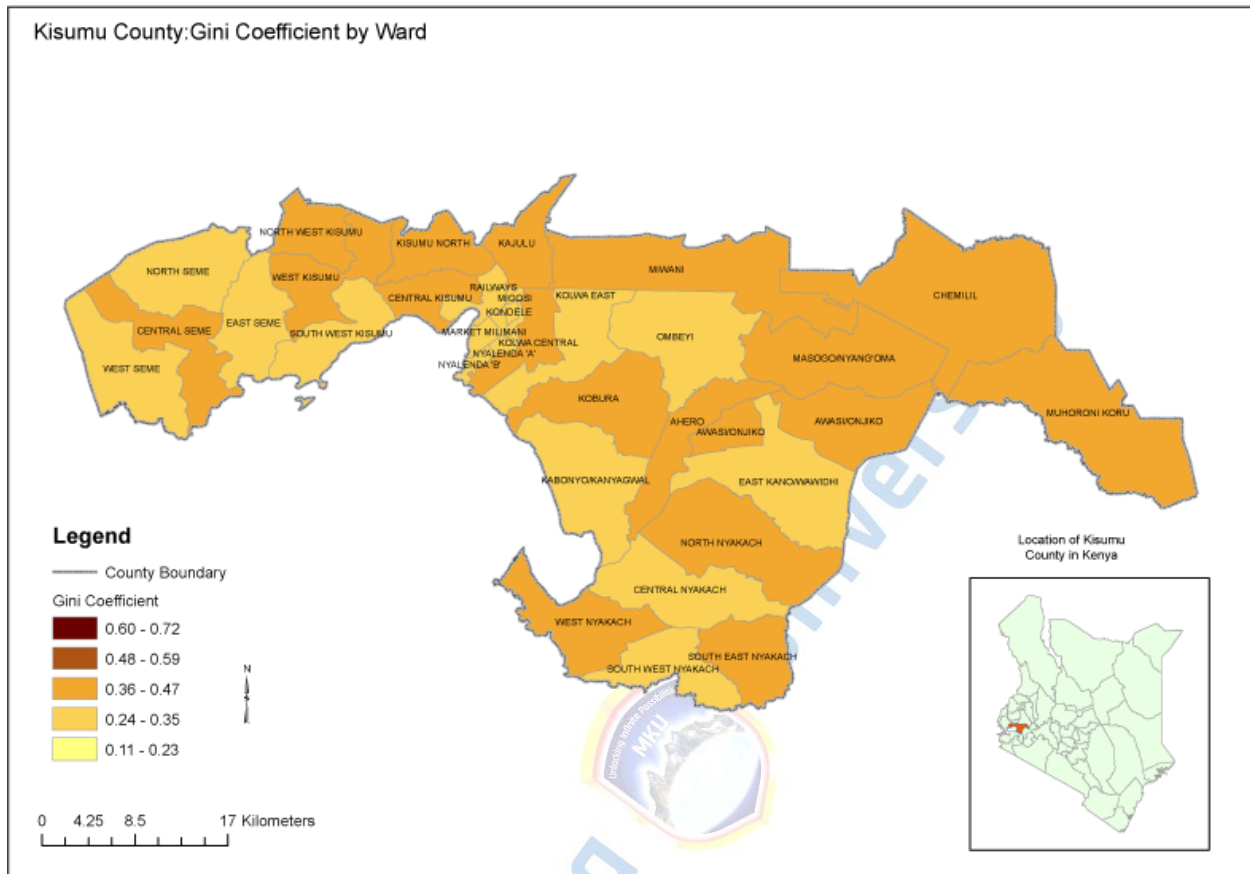 Kisumu County:Gini Coefficient by Ward
NORTH WEST KISUMU
KISUMU NORTH
KAJULU
NORTH SEME
WEST KISUMU
MIWANI
RAILWAYS
CENTRAL KISUMU
MIGOSI
KOLWA EAST
CHEMILIL
KONDELE
CENTRAL SEME
EAST SEME
SOUTH WEST KISUMU
MARKET MILIMANI
KOLWA CENTRAL
OMBEYI
NYALENDA 'A'
MASOGO/NYANG'OMA
WEST SEME
NYALENDA 'B'
KOBURA
MUHORONI KORU
AHERO
AWASI/ONJIKO
AWASI/ONJIKO
KABONYO/KANYAGWAL
EAST KANO/WAWIDHI
NORTH NYAKACH
CENTRAL NYAKACH
WEST NYAKACH
SOUTH EAST NYAKACH
SOUTH WEST NYAKACH
Legend
County Boundary
Gini Coefficient
0.60 - 0.72
0.48 - 0.59
0.36 - 0.47
0.24 - 0.35
0.11 - 0.23
N
0 4.25 8.5 17 Kilometers
Location of Kisumu
County in Kenya
MKU